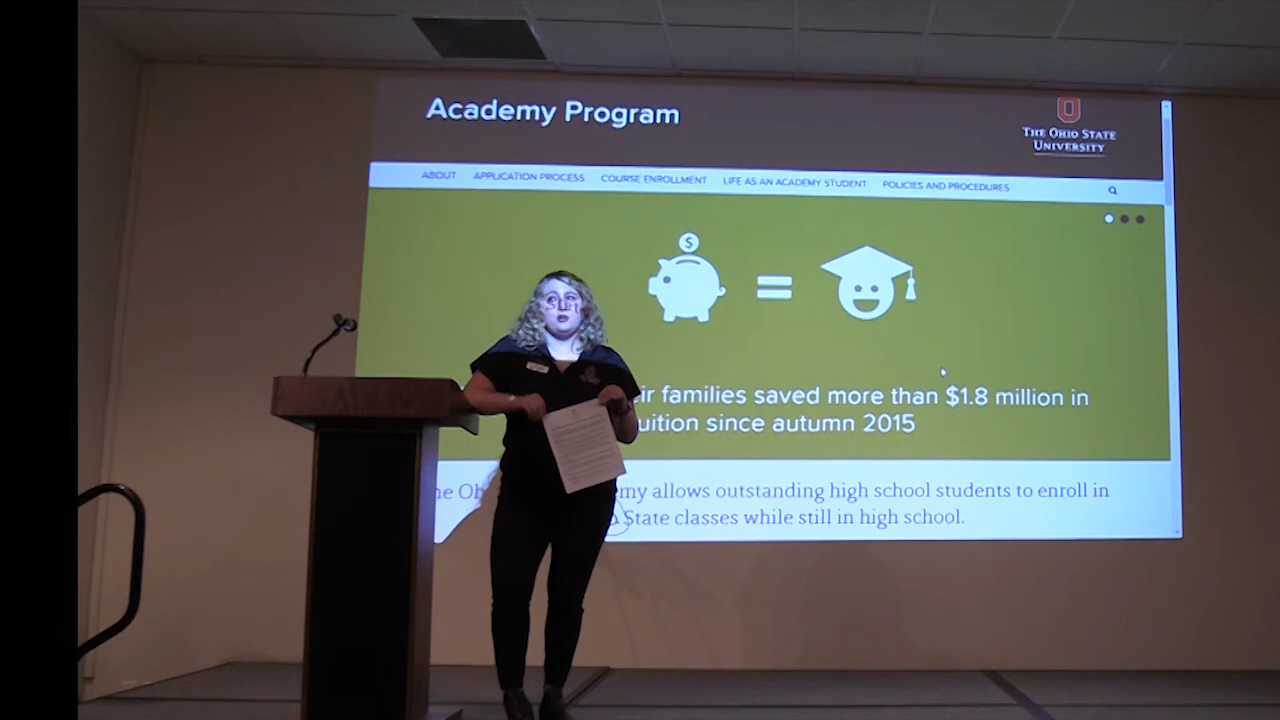 Academy Program
THE OHIO STATE
UNIVERSITY
ABOUT APPLICATION PROCESS COURSE ENROLLMENT LIFE AS AN ACADEMY STUDENT POLICIES AND PROCEDURES
$
families saved more than $1.8 million in
since autumn 2015
allows outstanding high school students to enroll in
State classes while still in high school.